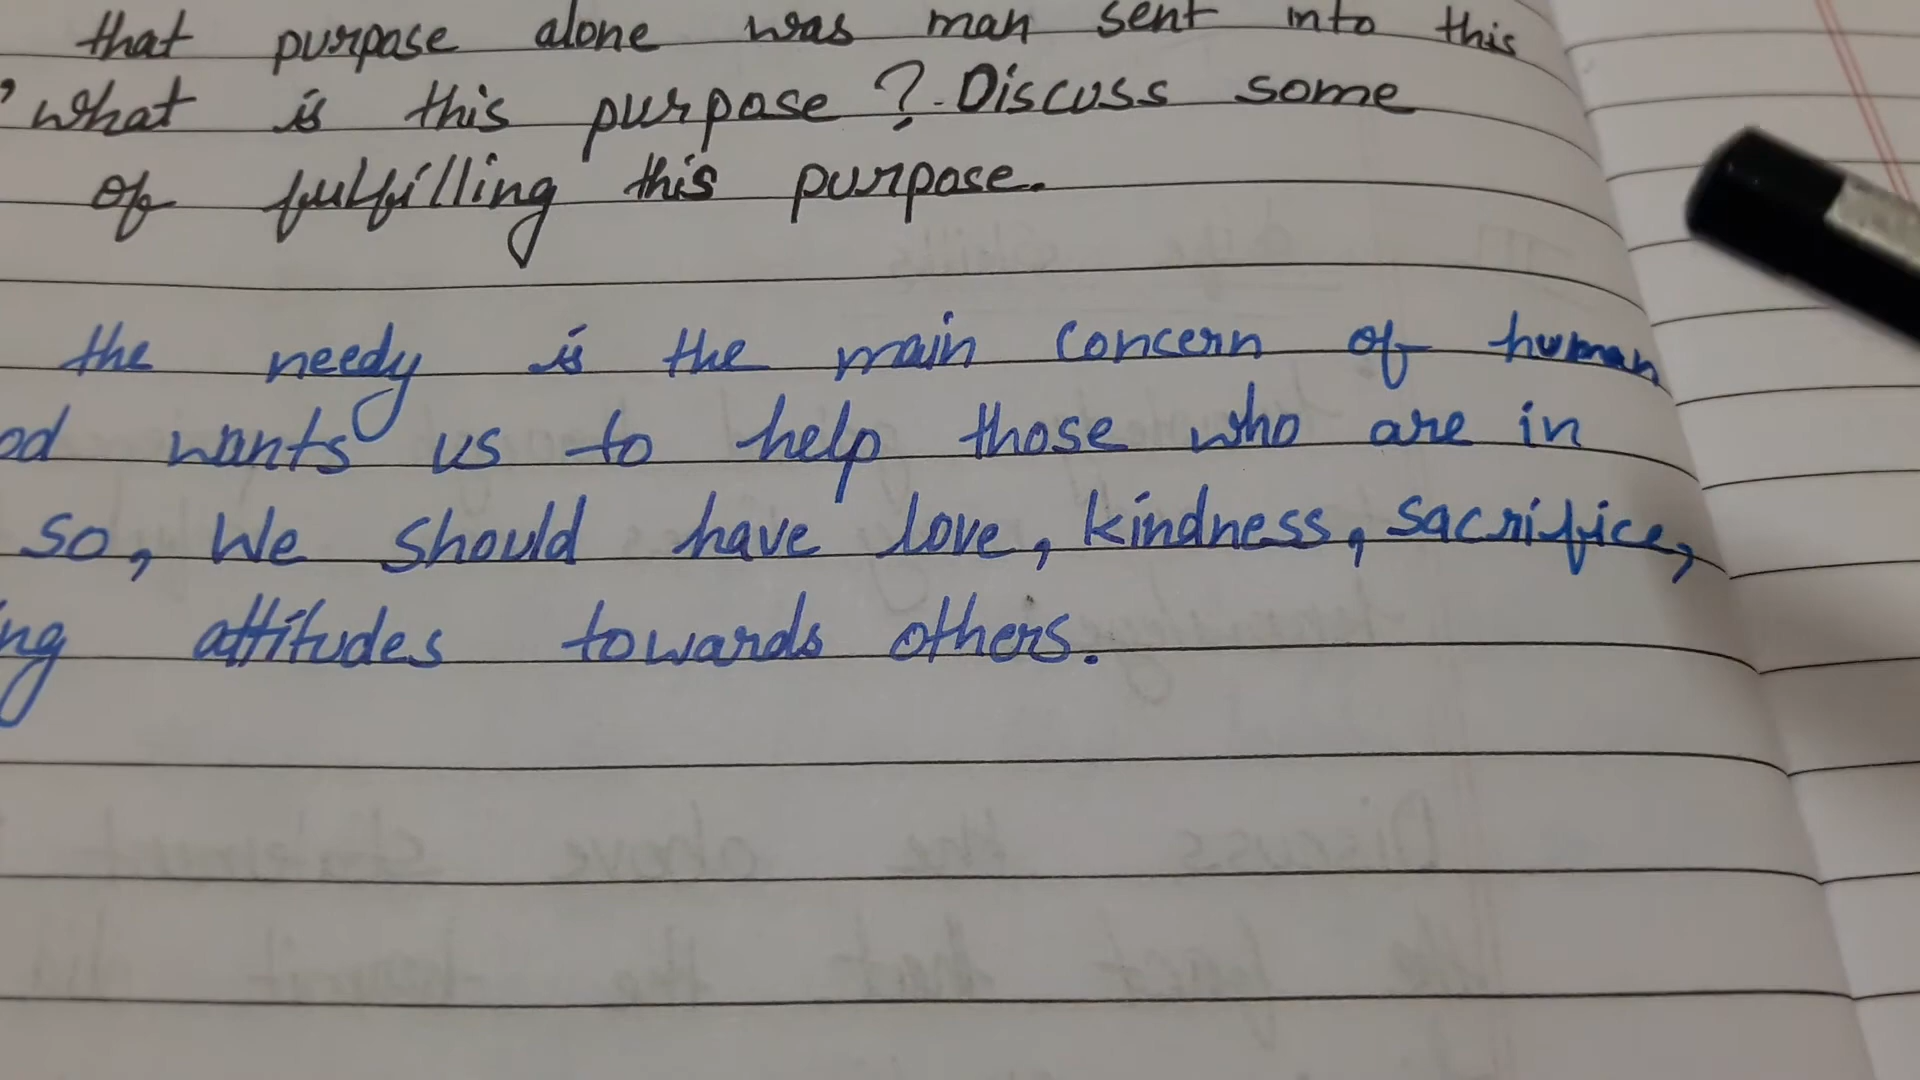 that purpose alone was man sent into this
' what is this purpose ? Discuss some
of fulfilling this purpose.
the needy is the main concern of human
od wants us to help those who are in
so, We should have love, kindness, sacrifice,
ng attitudes towards others.